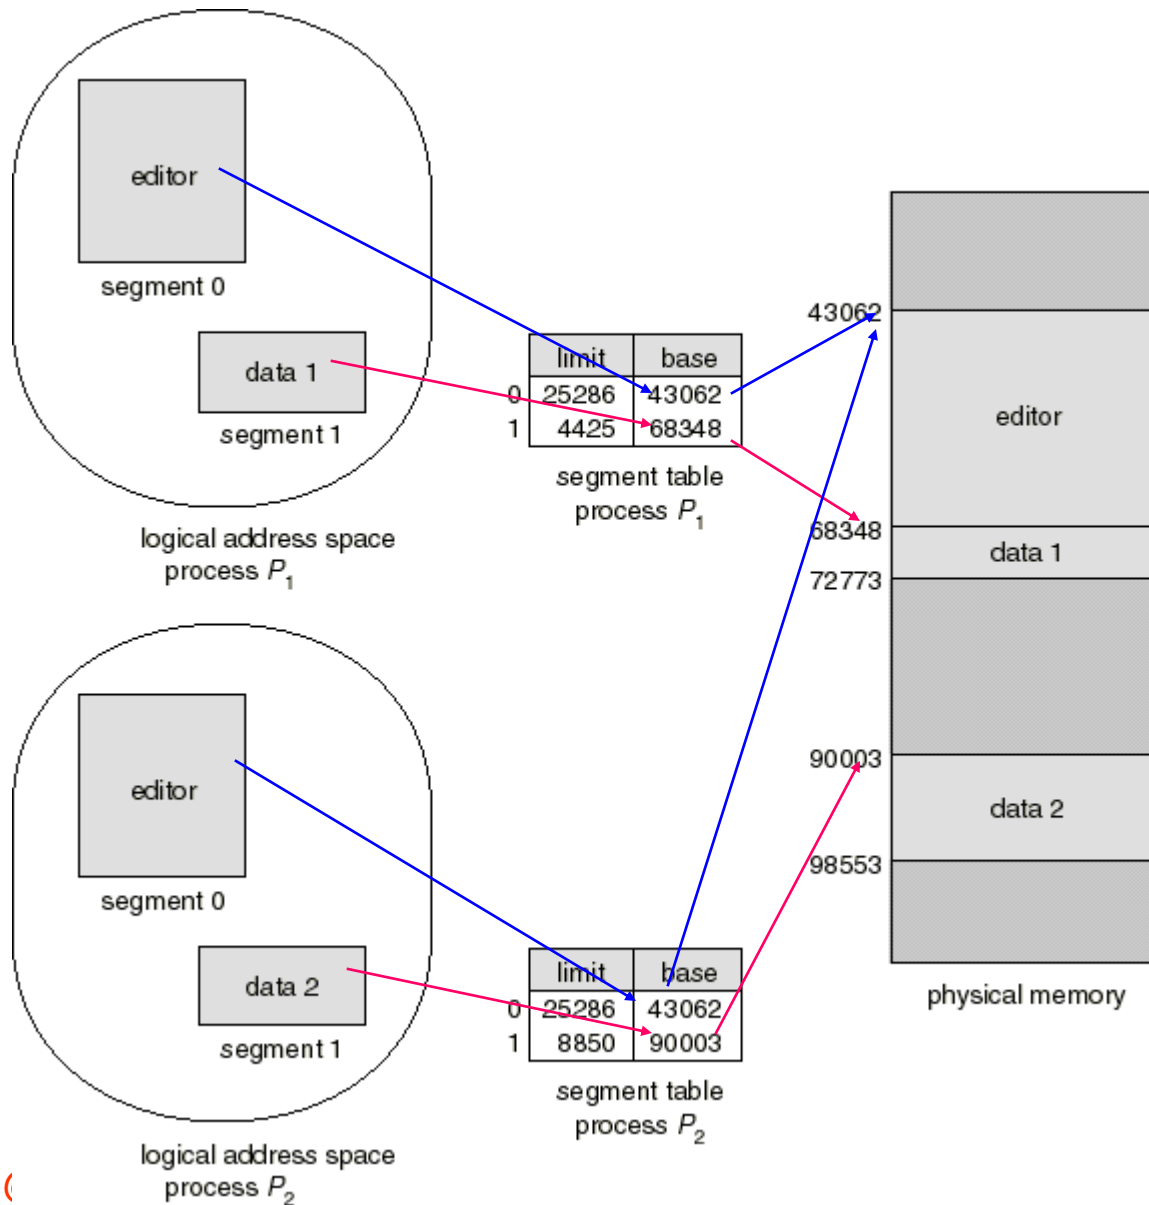 editor
segment 0
data 1
segment 1
logical address space
process P1
limit base
0 25286 43062
1 4425 68348
segment table
process P1
editor
segment 0
data 2
segment 1
logical address space
process P2
limit base
0 25286 43062
1 8850 90003
segment table
process P2
43062
editor
68348
data 1
72773
90003
data 2
98553
physical memory